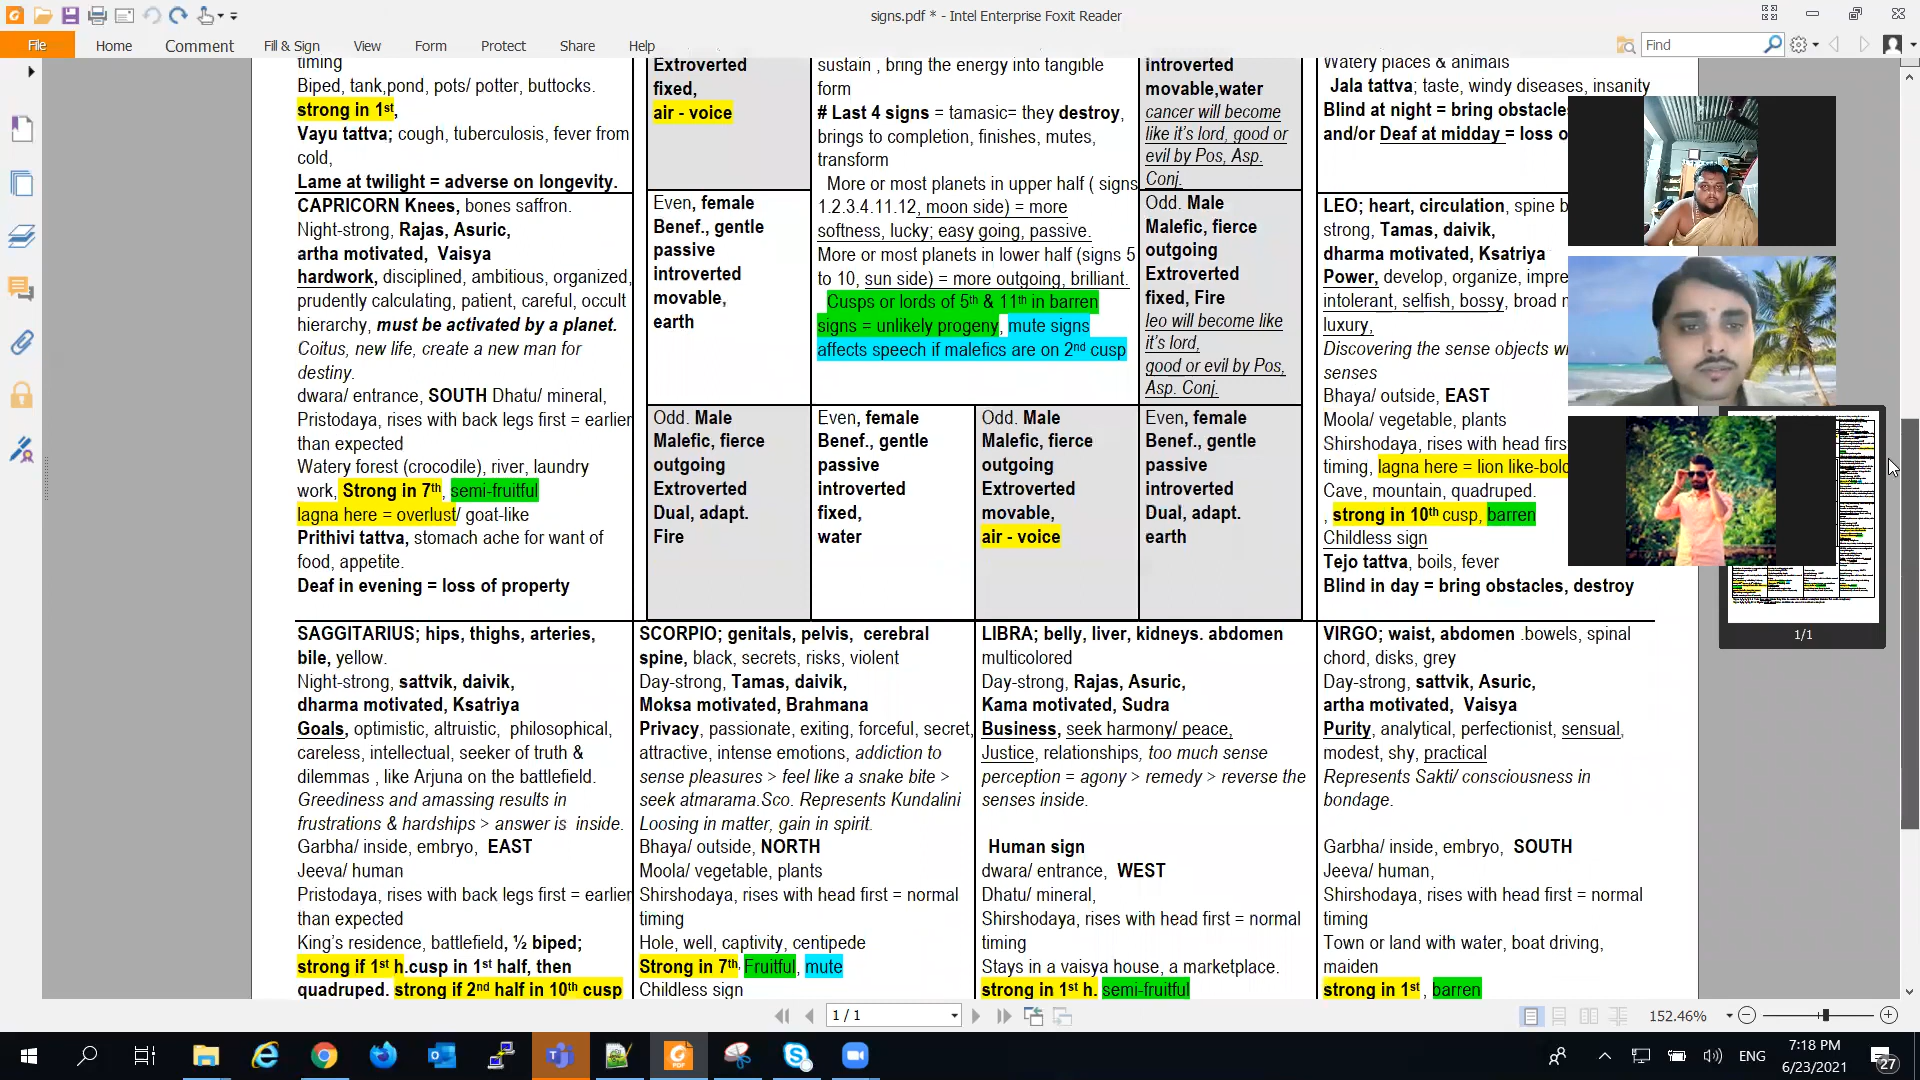 signs.pdf * - Intel Enterprise Foxit Reader
File
Home
Comment
Fill & Sign
View
Form
Protect
Share
Help
Find
timing
Biped, tank,pond, pots/ potter, buttocks.
strong in 1st,
Vayu tattva; cough, tuberculosis, fever from
cold,
Lame at twilight = adverse on longevity.
Extroverted
fixed,
air - voice
sustain , bring the energy into tangible
form
# Last 4 signs = tamasic= they destroy,
brings to completion, finishes, mutes,
transform
More or most planets in upper half ( signs
1.2.3.4.11.12, moon side) = more
softness, lucky; easy going, passive.
More or most planets in lower half (signs 5
to 10, sun side) = more outgoing, brilliant.
Cusps or lords of 5th & 11th in barren
signs = unlikely progeny, mute signs
affects speech if malefics are on 2nd cusp
introverted
movable,water
cancer will become
like it's lord, good or
evil by Pos, Asp.
Conj.
Watery places & animals
Jala tattva; taste, windy diseases, insanity
Blind at night = bring obstacles
and/or Deaf at midday = loss o
CAPRICORN Knees, bones saffron.
Night-strong, Rajas, Asuric,
artha motivated, Vaisya
hardwork, disciplined, ambitious, organized,
prudently calculating, patient, careful, occult
hierarchy, must be activated by a planet.
Coitus, new life, create a new man for
destiny.
dwara/ entrance, SOUTH Dhatu/ mineral,
Pristodaya, rises with back legs first = earlier
than expected
Watery forest (crocodile), river, laundry
work, Strong in 7th, semi-fruitful
lagna here = overlust/ goat-like
Prithivi tattva, stomach ache for want of
food, appetite.
Deaf in evening = loss of property
Even, female
Benef., gentle
passive
introverted
movable,
earth
Odd. Male
Malefic, fierce
outgoing
Extroverted
fixed, Fire
leo will become like
it's lord,
good or evil by Pos,
Asp. Conj.
LEO; heart, circulation, spine b
strong, Tamas, daivik,
dharma motivated, Ksatriya
Power, develop, organize, impre
intolerant, selfish, bossy, broad m
luxury,
Discovering the sense objects wi
senses
Bhaya/ outside, EAST
Moola/ vegetable, plants
Shirshodaya, rises with head firs
timing, lagna here = lion like-bold
Cave, mountain, quadruped.
, strong in 10th cusp, barren
Childless sign
Tejo tattva, boils, fever
Blind in day = bring obstacles, destroy
Odd. Male
Malefic, fierce
outgoing
Extroverted
Dual, adapt.
Fire
Even, female
Benef., gentle
passive
introverted
fixed,
water
Odd. Male
Malefic, fierce
outgoing
Extroverted
movable,
air - voice
Even, female
Benef., gentle
passive
introverted
Dual, adapt.
earth
1/1
SAGGITARIUS; hips, thighs, arteries,
bile, yellow.
Night-strong, sattvik, daivik,
dharma motivated, Ksatriya
Goals, optimistic, altruistic, philosophical,
careless, intellectual, seeker of truth &
dilemmas , like Arjuna on the battlefield.
Greediness and amassing results in
frustrations & hardships > answer is inside.
Garbha/ inside, embryo, EAST
Jeeva/ human
Pristodaya, rises with back legs first = earlier
than expected
King's residence, battlefield, ½ biped;
strong if 1st h.cusp in 1st half, then
quadruped. strong if 2nd half in 10th cusp
SCORPIO; genitals, pelvis, cerebral
spine, black, secrets, risks, violent
Day-strong, Tamas, daivik,
Moksa motivated, Brahmana
Privacy, passionate, exiting, forceful, secret,
attractive, intense emotions, addiction to
sense pleasures > feel like a snake bite >
seek atmarama.Sco. Represents Kundalini
Loosing in matter, gain in spirit.
Bhaya/ outside, NORTH
Moola/ vegetable, plants
Shirshodaya, rises with head first = normal
timing
Hole, well, captivity, centipede
Strong in 7th, Fruitful, mute
Childless sign
LIBRA; belly, liver, kidneys. abdomen
multicolored
Day-strong, Rajas, Asuric,
Kama motivated, Sudra
Business, seek harmony/ peace,
Justice, relationships, too much sense
perception = agony > remedy > reverse the
senses inside.
Human sign
dwara/ entrance, WEST
Dhatu/ mineral,
Shirshodaya, rises with head first = normal
timing
Stays in a vaisya house, a marketplace.
strong in 1st h. semi-fruitful
VIRGO; waist, abdomen .bowels, spinal
chord, disks, grey
Day-strong, sattvik, Asuric,
artha motivated, Vaisya
Purity, analytical, perfectionist, sensual,
modest, shy, practical
Represents Sakti/ consciousness in
bondage.
Garbha/ inside, embryo, SOUTH
Jeeva/ human,
Shirshodaya, rises with head first = normal
timing
Town or land with water, boat driving,
maiden
strong in 1st , barren
1 / 1
152.46%
ENG
7:18 PM
6/23/2021
27